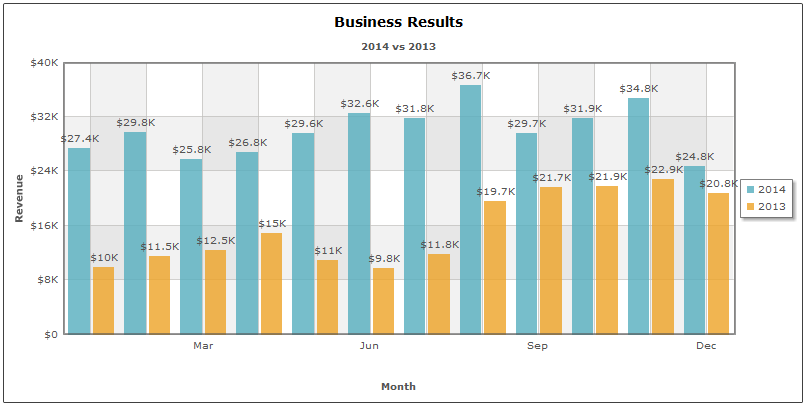 Business Results
2014 vs 2013
$40K
$32K
$24K
$16K
$8K
$0
Revenue
$27.4K
$10K
$29.8K
$11.5K
$25.8K
$12.5K
$26.8K
$15K
$29.6K
$11K
$32.6K
$9.8K
$31.8K
$11.8K
$36.7K
$19.7K
$29.7K
$21.7K
$31.9K
$21.9K
$34.8K
$22.9K
$24.8K
$20.8K
2014
2013
Mar
Jun
Sep
Dec
Month